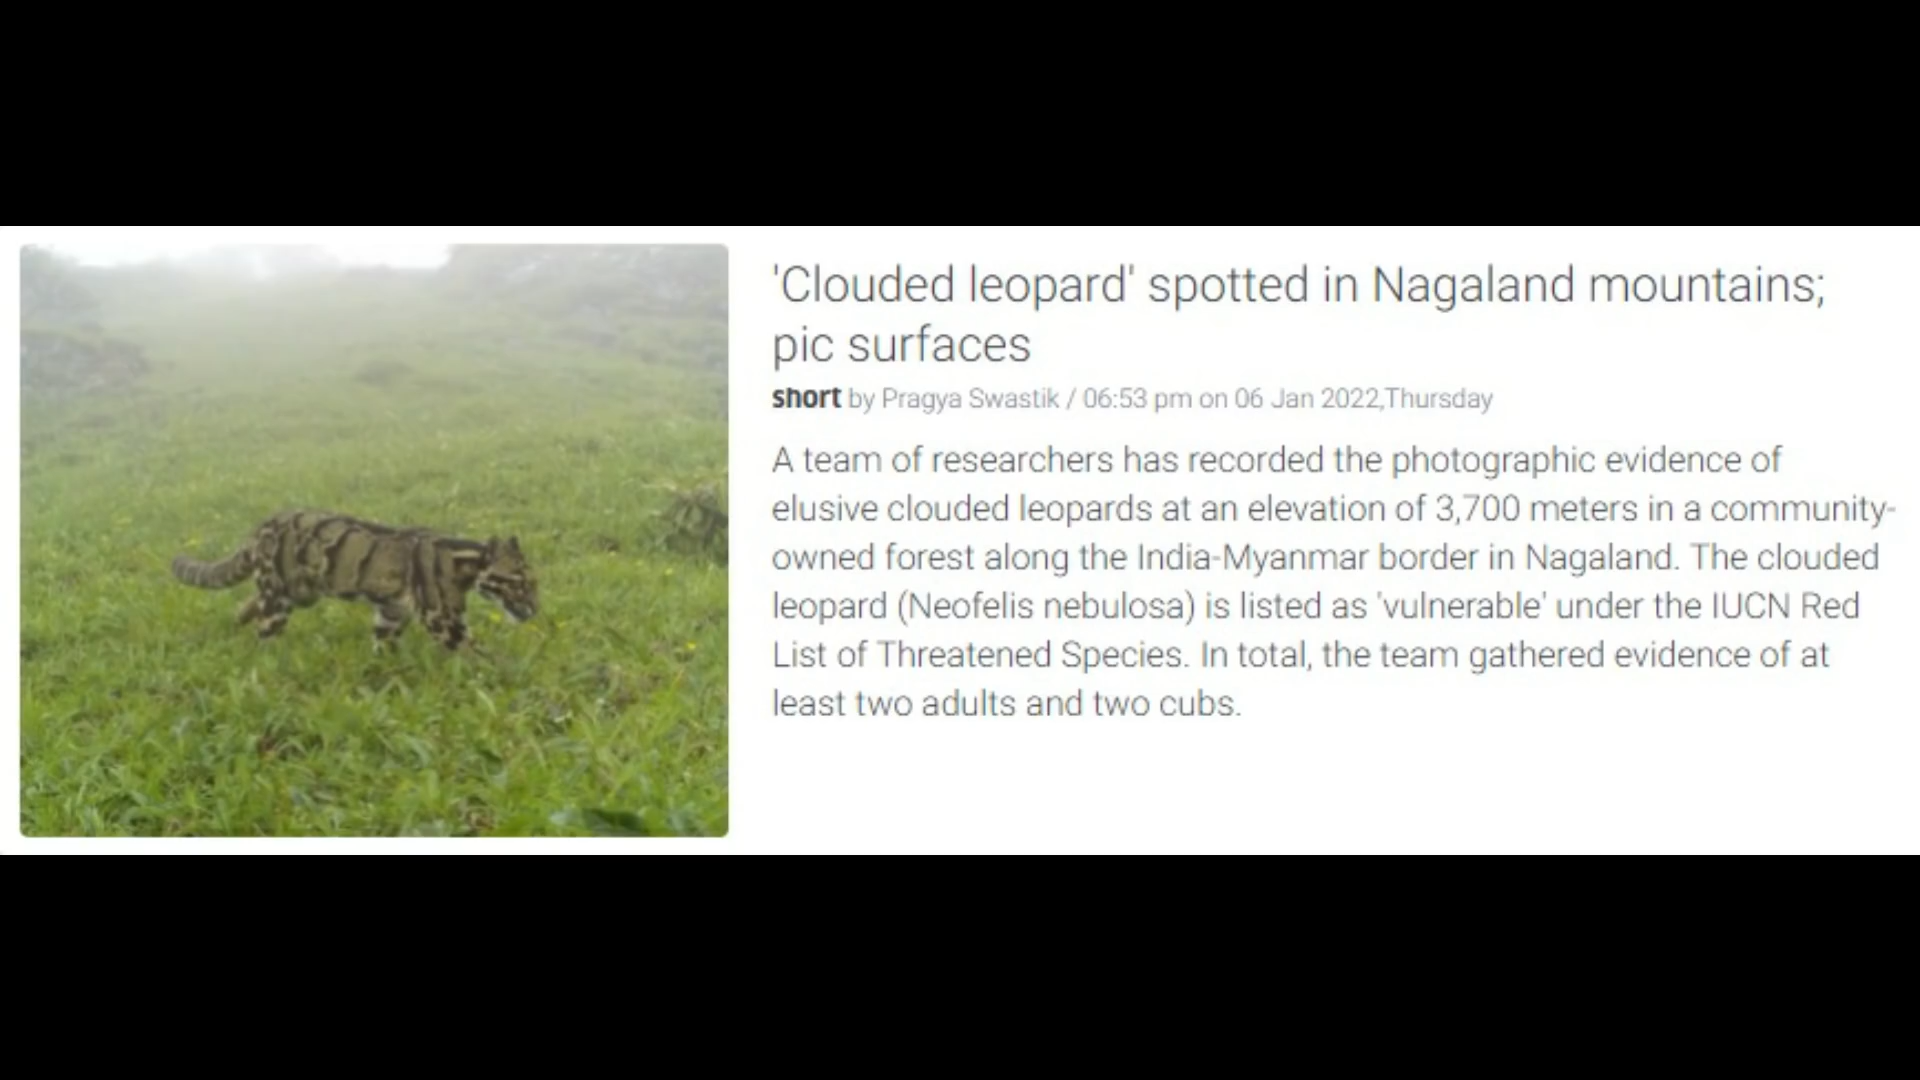 'Clouded leopard' spotted in Nagaland mountains;
pic surfaces
short by Pragya Swastik / 06:53 pm on 06 Jan 2022,Thursday
A team of researchers has recorded the photographic evidence of
elusive clouded leopards at an elevation of 3,700 meters in a community-
owned forest along the India-Myanmar border in Nagaland. The clouded
leopard (Neofelis nebulosa) is listed as 'vulnerable' under the IUCN Red
List of Threatened Species. In total, the team gathered evidence of at
least two adults and two cubs.